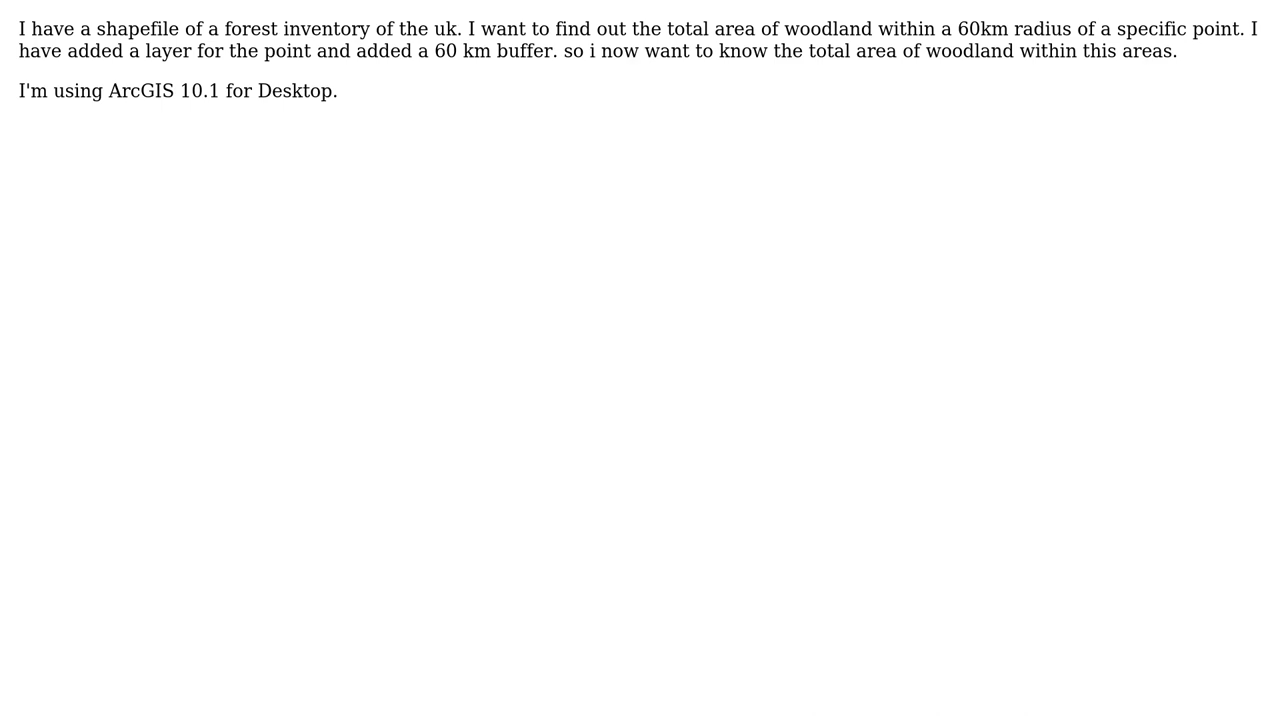 I have a shapefile of a forest inventory of the uk. I want to find out the total area of woodland within a 60km radius of a specific point. I
have added a layer for the point and added a 60 km buffer. so i now want to know the total area of woodland within this areas.
I'm using ArcGIS 10.1 for Desktop.